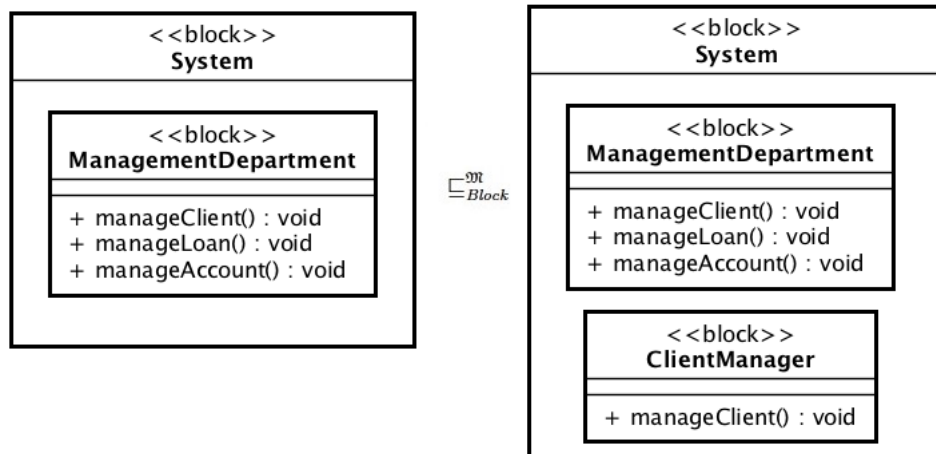 <<block>>
System
<<block>>
ManagementDepartment
+ manageClient() : void
+ manageLoan() : void
+ manageAccount() : void
⊑𝔐Block
<<block>>
System
<<block>>
ManagementDepartment
+ manageClient() : void
+ manageLoan() : void
+ manageAccount() : void
<<block>>
ClientManager
+ manageClient() : void